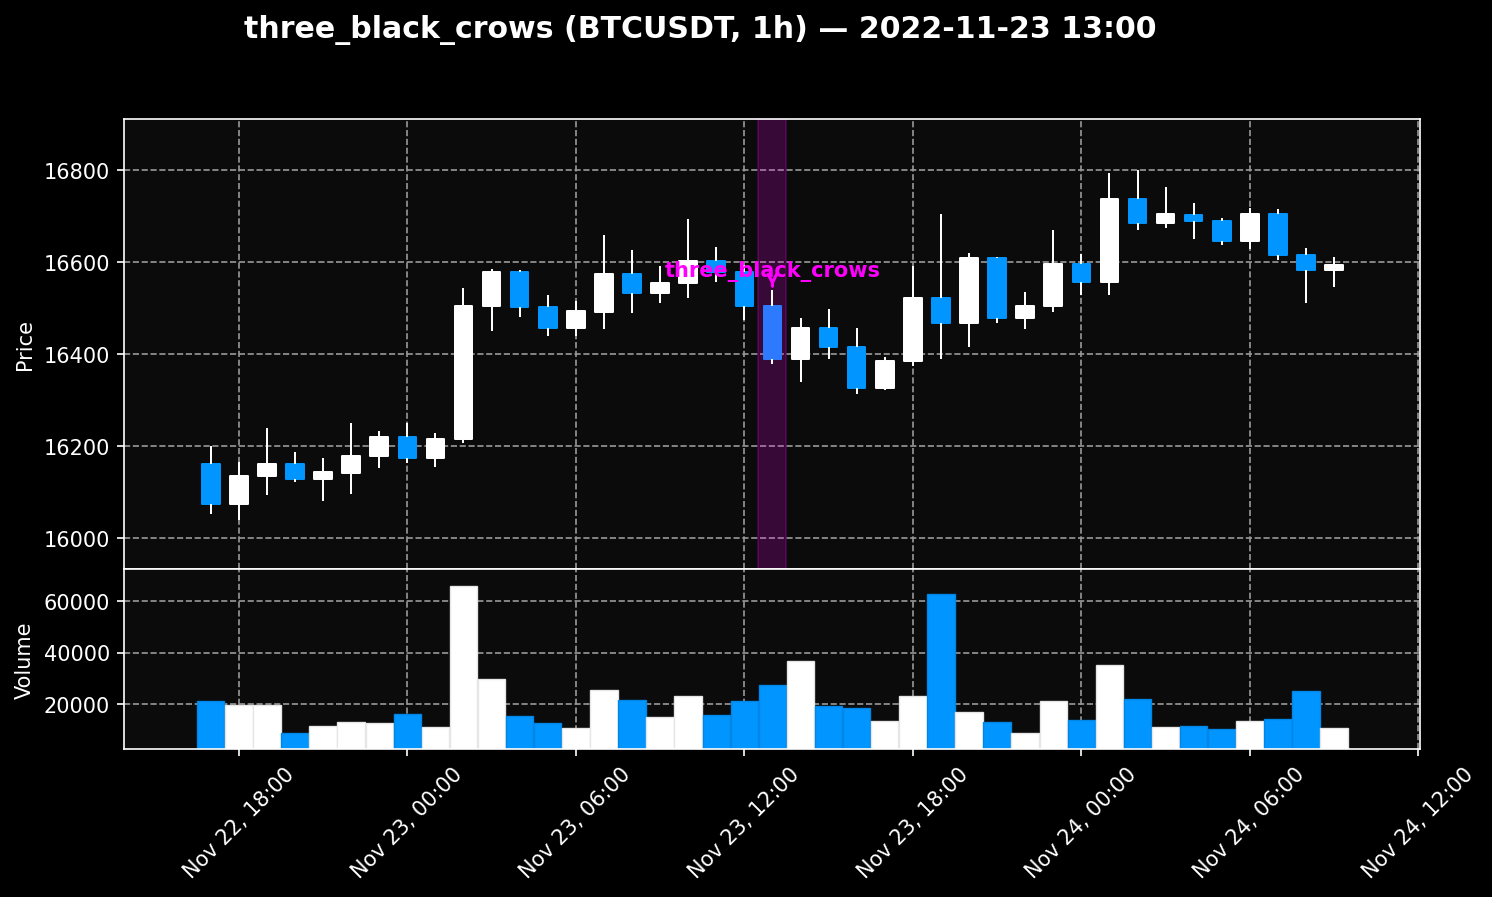 three_black_crows (BTCUSDT, 1h) — 2022-11-23 13:00
16800
16600
16400
16200
16000
Price
three_black_crows
60000
40000
20000
Volume
Nov 22, 18:00
Nov 23, 00:00
Nov 23, 06:00
Nov 23, 12:00
Nov 23, 18:00
Nov 24, 00:00
Nov 24, 06:00
Nov 24, 12:00